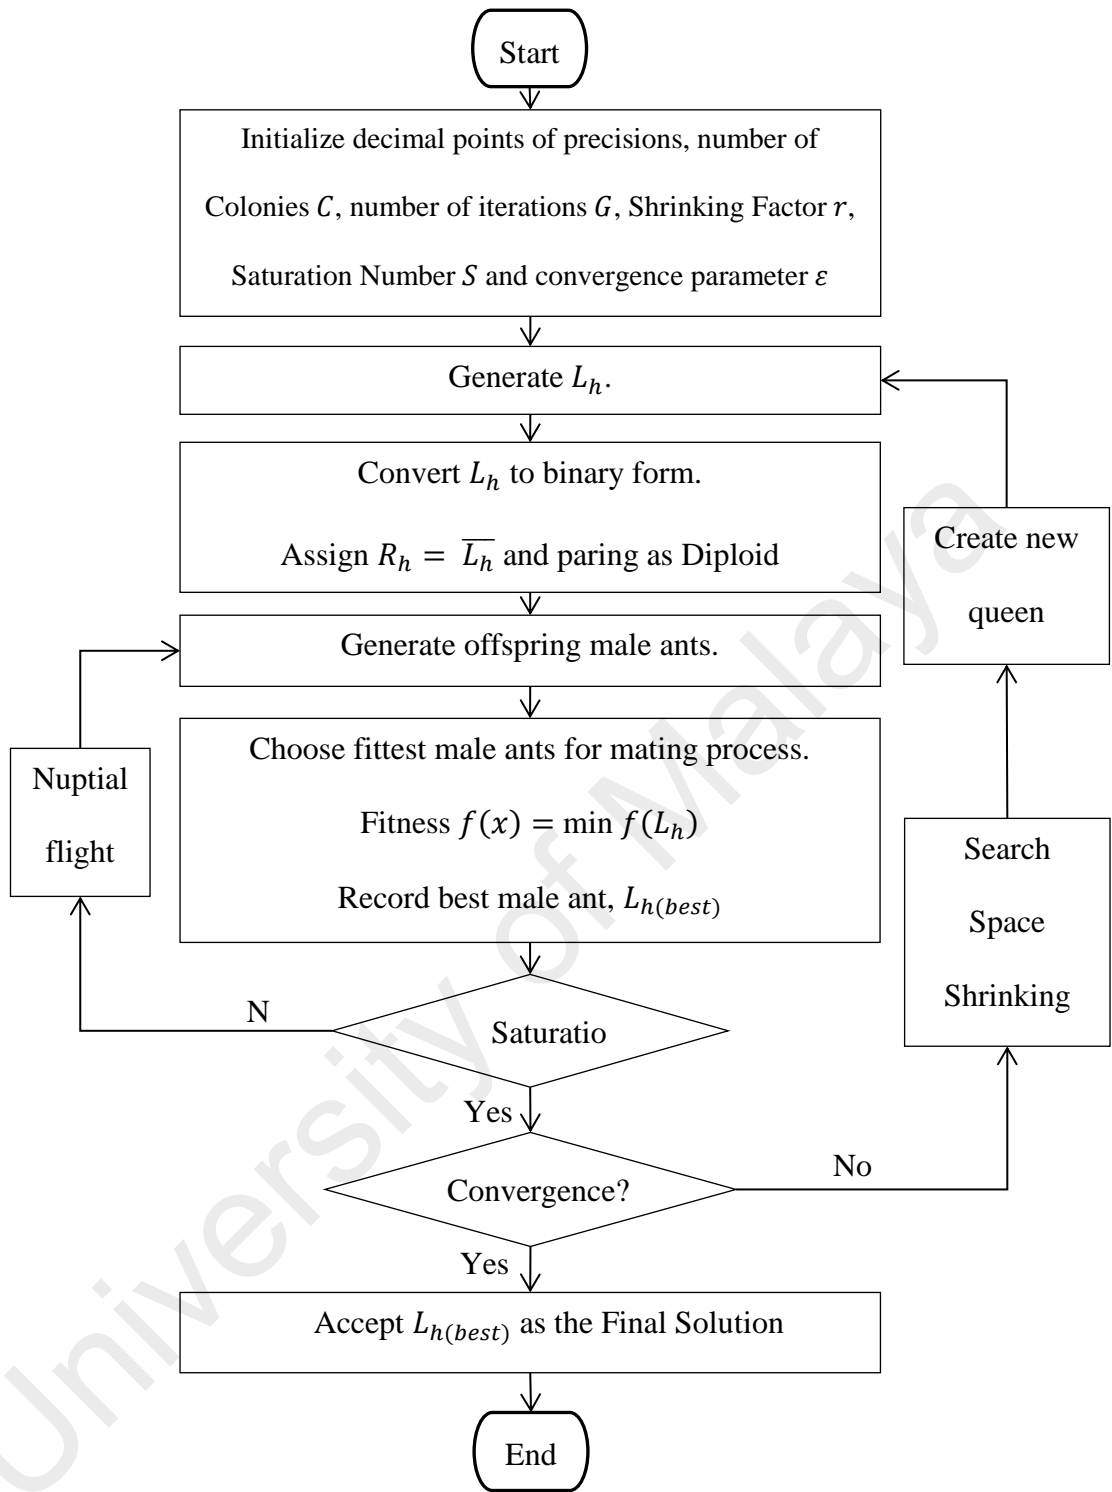 Start
Initialize decimal points of precisions, number of
Colonies C, number of iterations G, Shrinking Factor r,
Saturation Number S and convergence parameter ε
Generate L_h.
Convert L_h to binary form.
Assign R_h = \overline{L_h} and paring as Diploid
Create new
queen
Generate offspring male ants.
Choose fittest male ants for mating process.
Fitness f(x) = min f(L_h)
Record best male ant, L_{h(best)}
Nuptial
flight
Search
Space
Shrinking
N
Saturatio
Yes
Convergence?
No
Yes
Accept L_{h(best)} as the Final Solution
End
University of Malaya